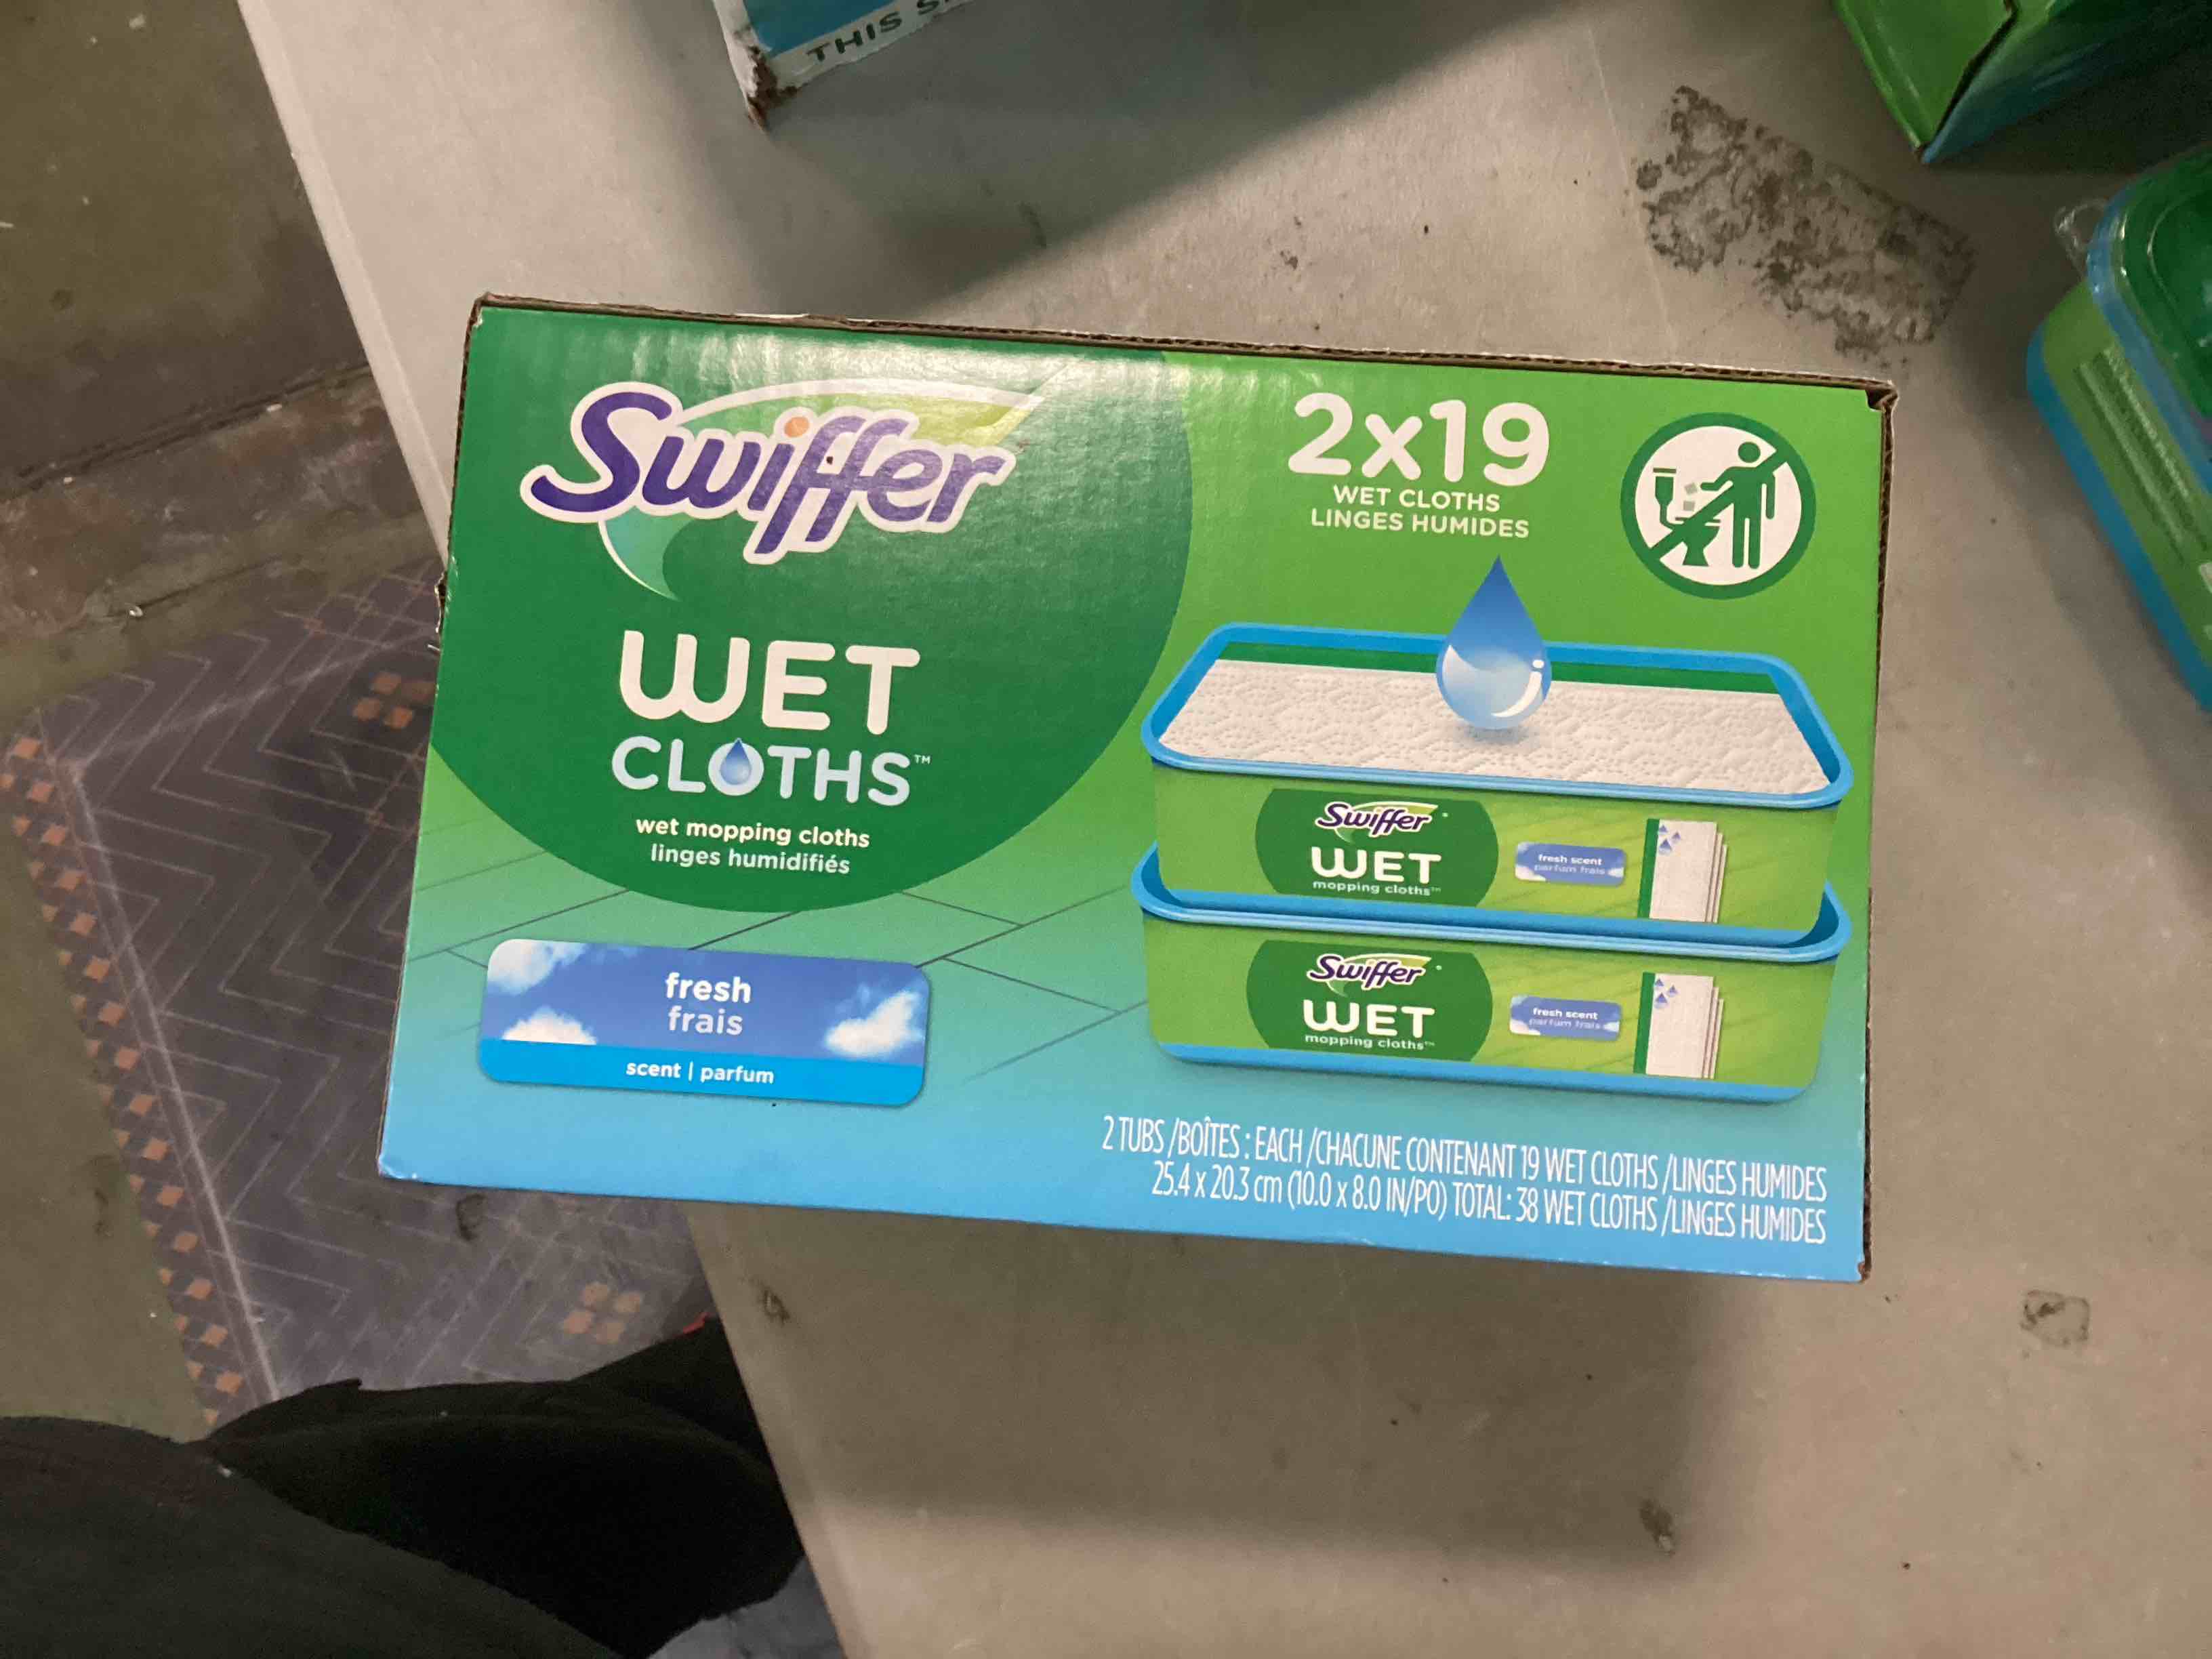 THIS S
Swiffer
WET
CLOTHS™
wet mopping cloths
linges humidifiés
fresh
frais
scent | parfum
2x19
WET CLOTHS
LINGES HUMIDES
Swiffer
WET
mopping cloths™
fresh scent
parfum frais
Swiffer
WET
mopping cloths™
fresh scent
parfum frais
2 TUBS /BOÎTES : EACH /CHACUNE CONTENANT 19 WET CLOTHS /LINGES HUMIDES
25.4 x 20.3 cm (10.0 x 8.0 IN/PO) TOTAL: 38 WET CLOTHS /LINGES HUMIDES